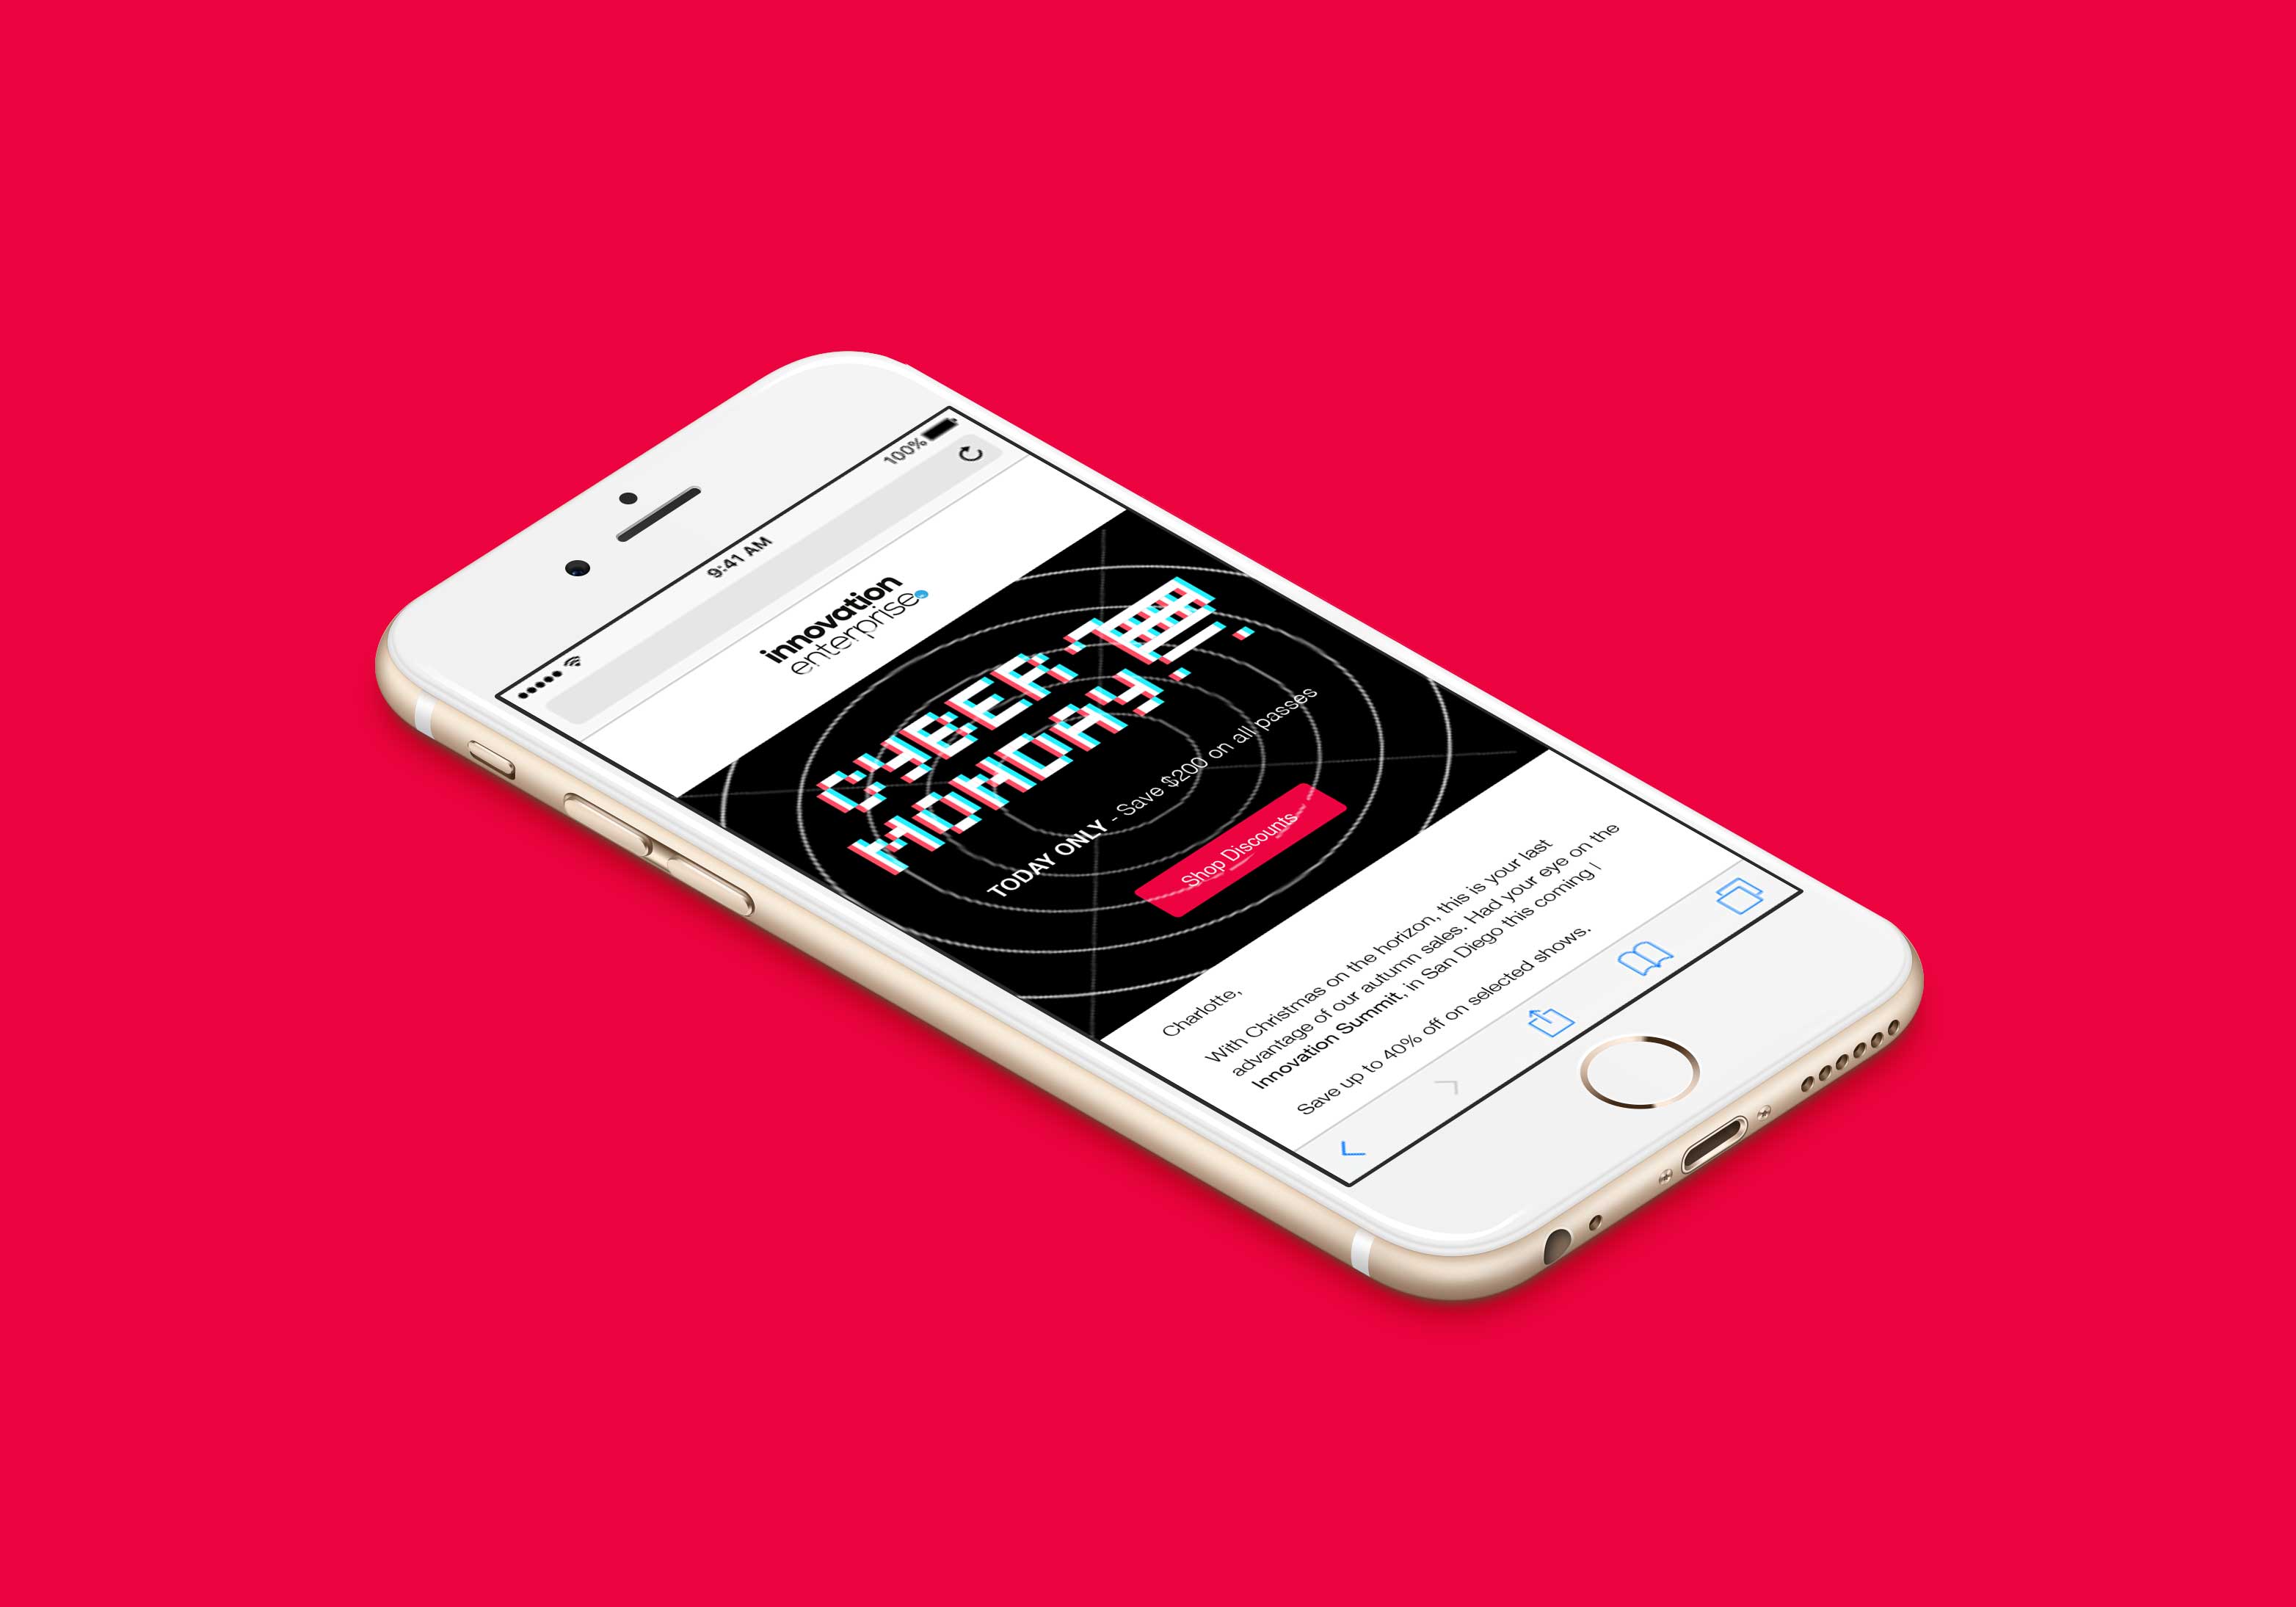 9:41 AM
100%
innovation
enterprise
CYBER
MONDAY.
TODAY ONLY - Save $200 on all passes
Shop Discounts
Charlotte,
With Christmas on the horizon, this is your last
advantage of our autumn sales. Had your eye on the
Innovation Summit, in San Diego this coming
Save up to 40% off on selected shows.